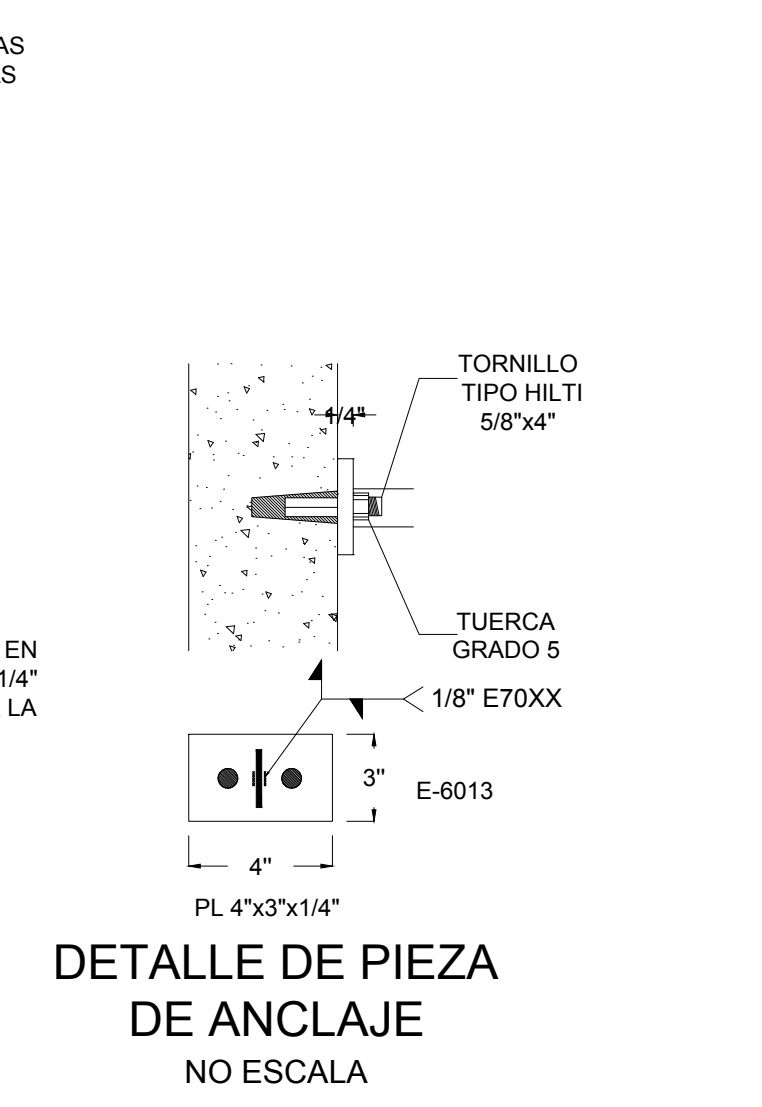 AS
S
TORNILLO
TIPO HILTI
5/8"x4"
1/4"
TUERCA
GRADO 5
EN
1/4"
LA
1/8" E70XX
3"
E-6013
4"
PL 4"x3"x1/4"
DETALLE DE PIEZA
DE ANCLAJE
NO ESCALA